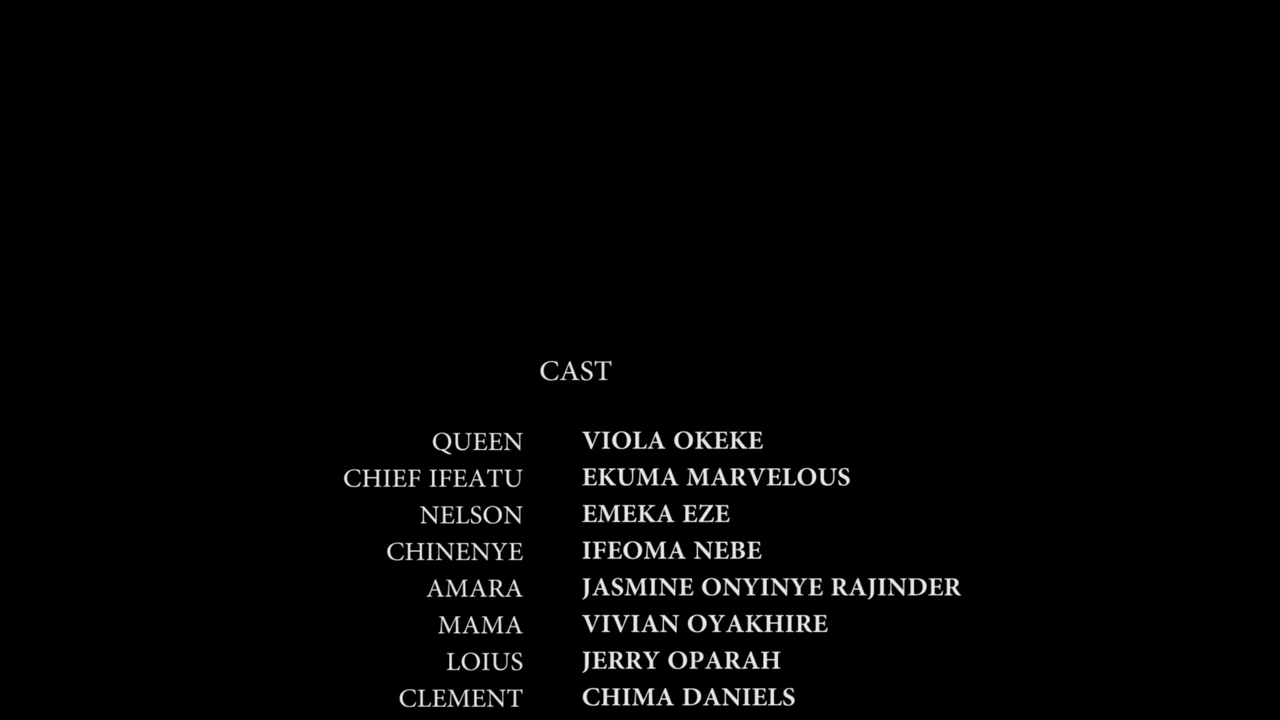 CAST
QUEEN VIOLA OKEKE
CHIEF IFEATU EKUMA MARVELOUS
NELSON EMEKA EZE
CHINENYE IFEOMA NEBE
AMARA JASMINE ONYINYE RAJINDER
MAMA VIVIAN OYAKHIRE
LOIUS JERRY OPARAH
CLEMENT CHIMA DANIELS